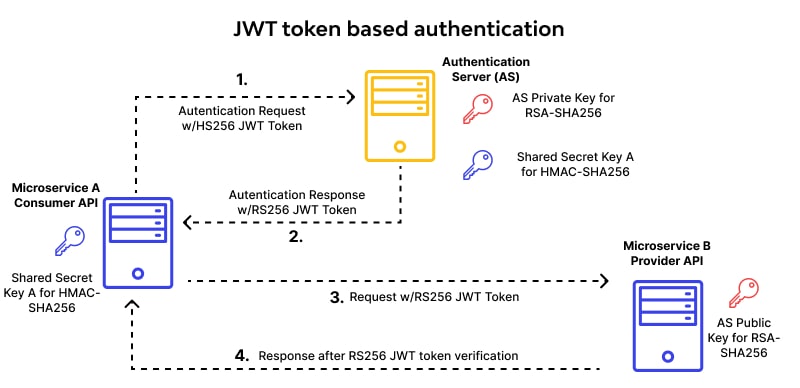 JWT token based authentication
1.
Autentication Request
w/HS256 JWT Token
Authentication
Server (AS)
AS Private Key for
RSA-SHA256
Shared Secret Key A
for HMAC-SHA256
Autentication Response
w/RS256 JWT Token
2.
Microservice A
Consumer API
Shared Secret
Key A for HMAC-
SHA256
3. Request w/RS256 JWT Token
Microservice B
Provider API
AS Public
Key for RSA-
SHA256
4. Response after RS256 JWT token verification